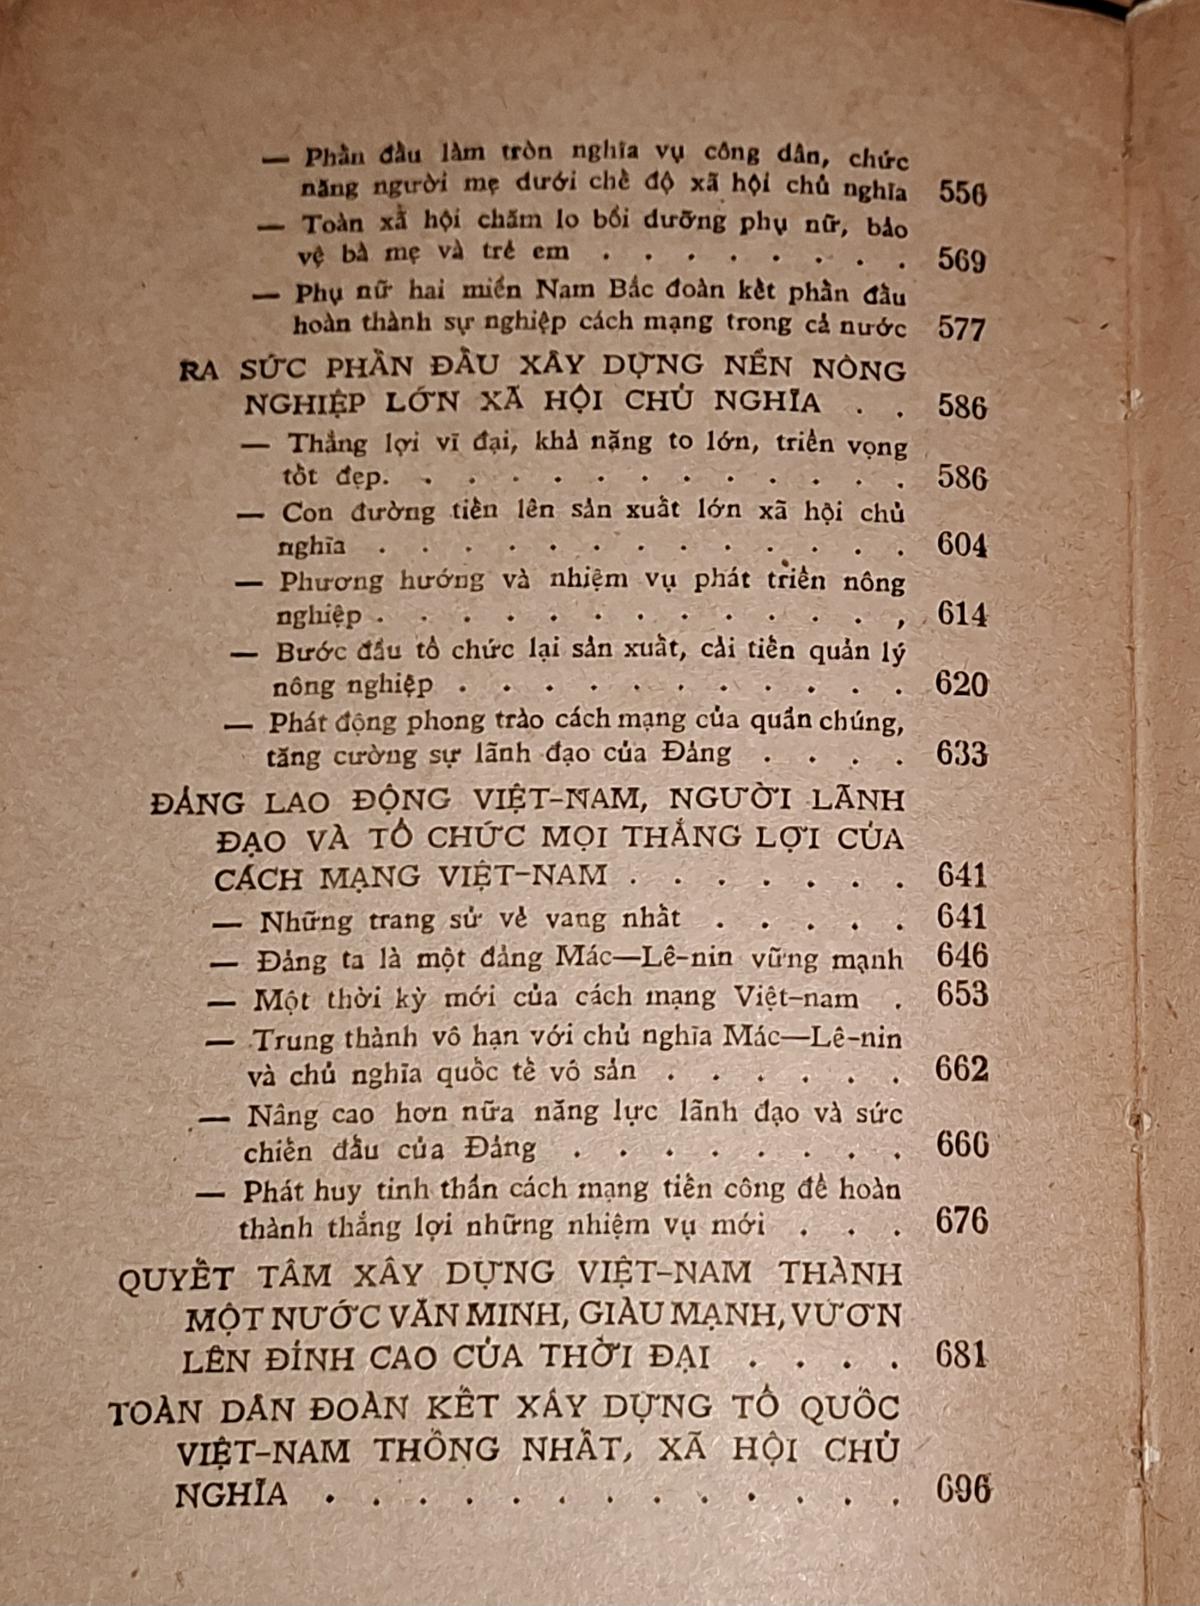 — Phấn đấu làm tròn nghĩa vụ công dân, chức
năng người mẹ dưới chế độ xã hội chủ nghĩa 556
— Toàn xã hội chăm lo bồi dưỡng phụ nữ, bảo
vệ bà mẹ và trẻ em . . . . . . . . 569
— Phụ nữ hai miền Nam Bắc đoàn kết phấn đấu
hoàn thành sự nghiệp cách mạng trong cả nước 577
RA SỨC PHẤN ĐẤU XÂY DỰNG NỀN NÔNG
NGHIỆP LỚN XÃ HỘI CHỦ NGHĨA . . 586
— Thắng lợi vĩ đại, khả năng to lớn, triển vọng
tốt đẹp. . . . . . . . . . . . . 586
— Con đường tiến lên sản xuất lớn xã hội chủ
nghĩa . . . . . . . . . . . . . 604
— Phương hướng và nhiệm vụ phát triển nông
nghiệp . . . . . . . . . . . . , 614
— Bước đầu tổ chức lại sản xuất, cải tiến quản lý
nông nghiệp . . . . . . . . . . . 620
— Phát động phong trào cách mạng của quần chúng,
tăng cường sự lãnh đạo của Đảng . . . . 633
ĐẢNG LAO ĐỘNG VIỆT-NAM, NGƯỜI LÃNH
ĐẠO VÀ TỔ CHỨC MỌI THẮNG LỢI CỦA
CÁCH MẠNG VIỆT-NAM . . . . . . . 641
— Những trang sử vẻ vang nhất . . . . . 641
— Đảng ta là một đảng Mác—Lê-nin vững mạnh 646
— Một thời kỳ mới của cách mạng Việt-nam . 653
— Trung thành vô hạn với chủ nghĩa Mác—Lê-nin
và chủ nghĩa quốc tế vô sản . . . . . . 662
— Nâng cao hơn nữa năng lực lãnh đạo và sức
chiến đấu của Đảng . . . . . . . . 666
— Phát huy tinh thần cách mạng tiến công để hoàn
thành thắng lợi những nhiệm vụ mới . . . 676
QUYẾT TÂM XÂY DỰNG VIỆT-NAM THÀNH
MỘT NƯỚC VĂN MINH, GIÀU MẠNH, VƯƠN
LÊN ĐỈNH CAO CỦA THỜI ĐẠI . . . . 681
TOÀN DÂN ĐOÀN KẾT XÂY DỰNG TỔ QUỐC
VIỆT-NAM THỐNG NHẤT, XÃ HỘI CHỦ
NGHĨA . . . . . . . . . . . . . . 696